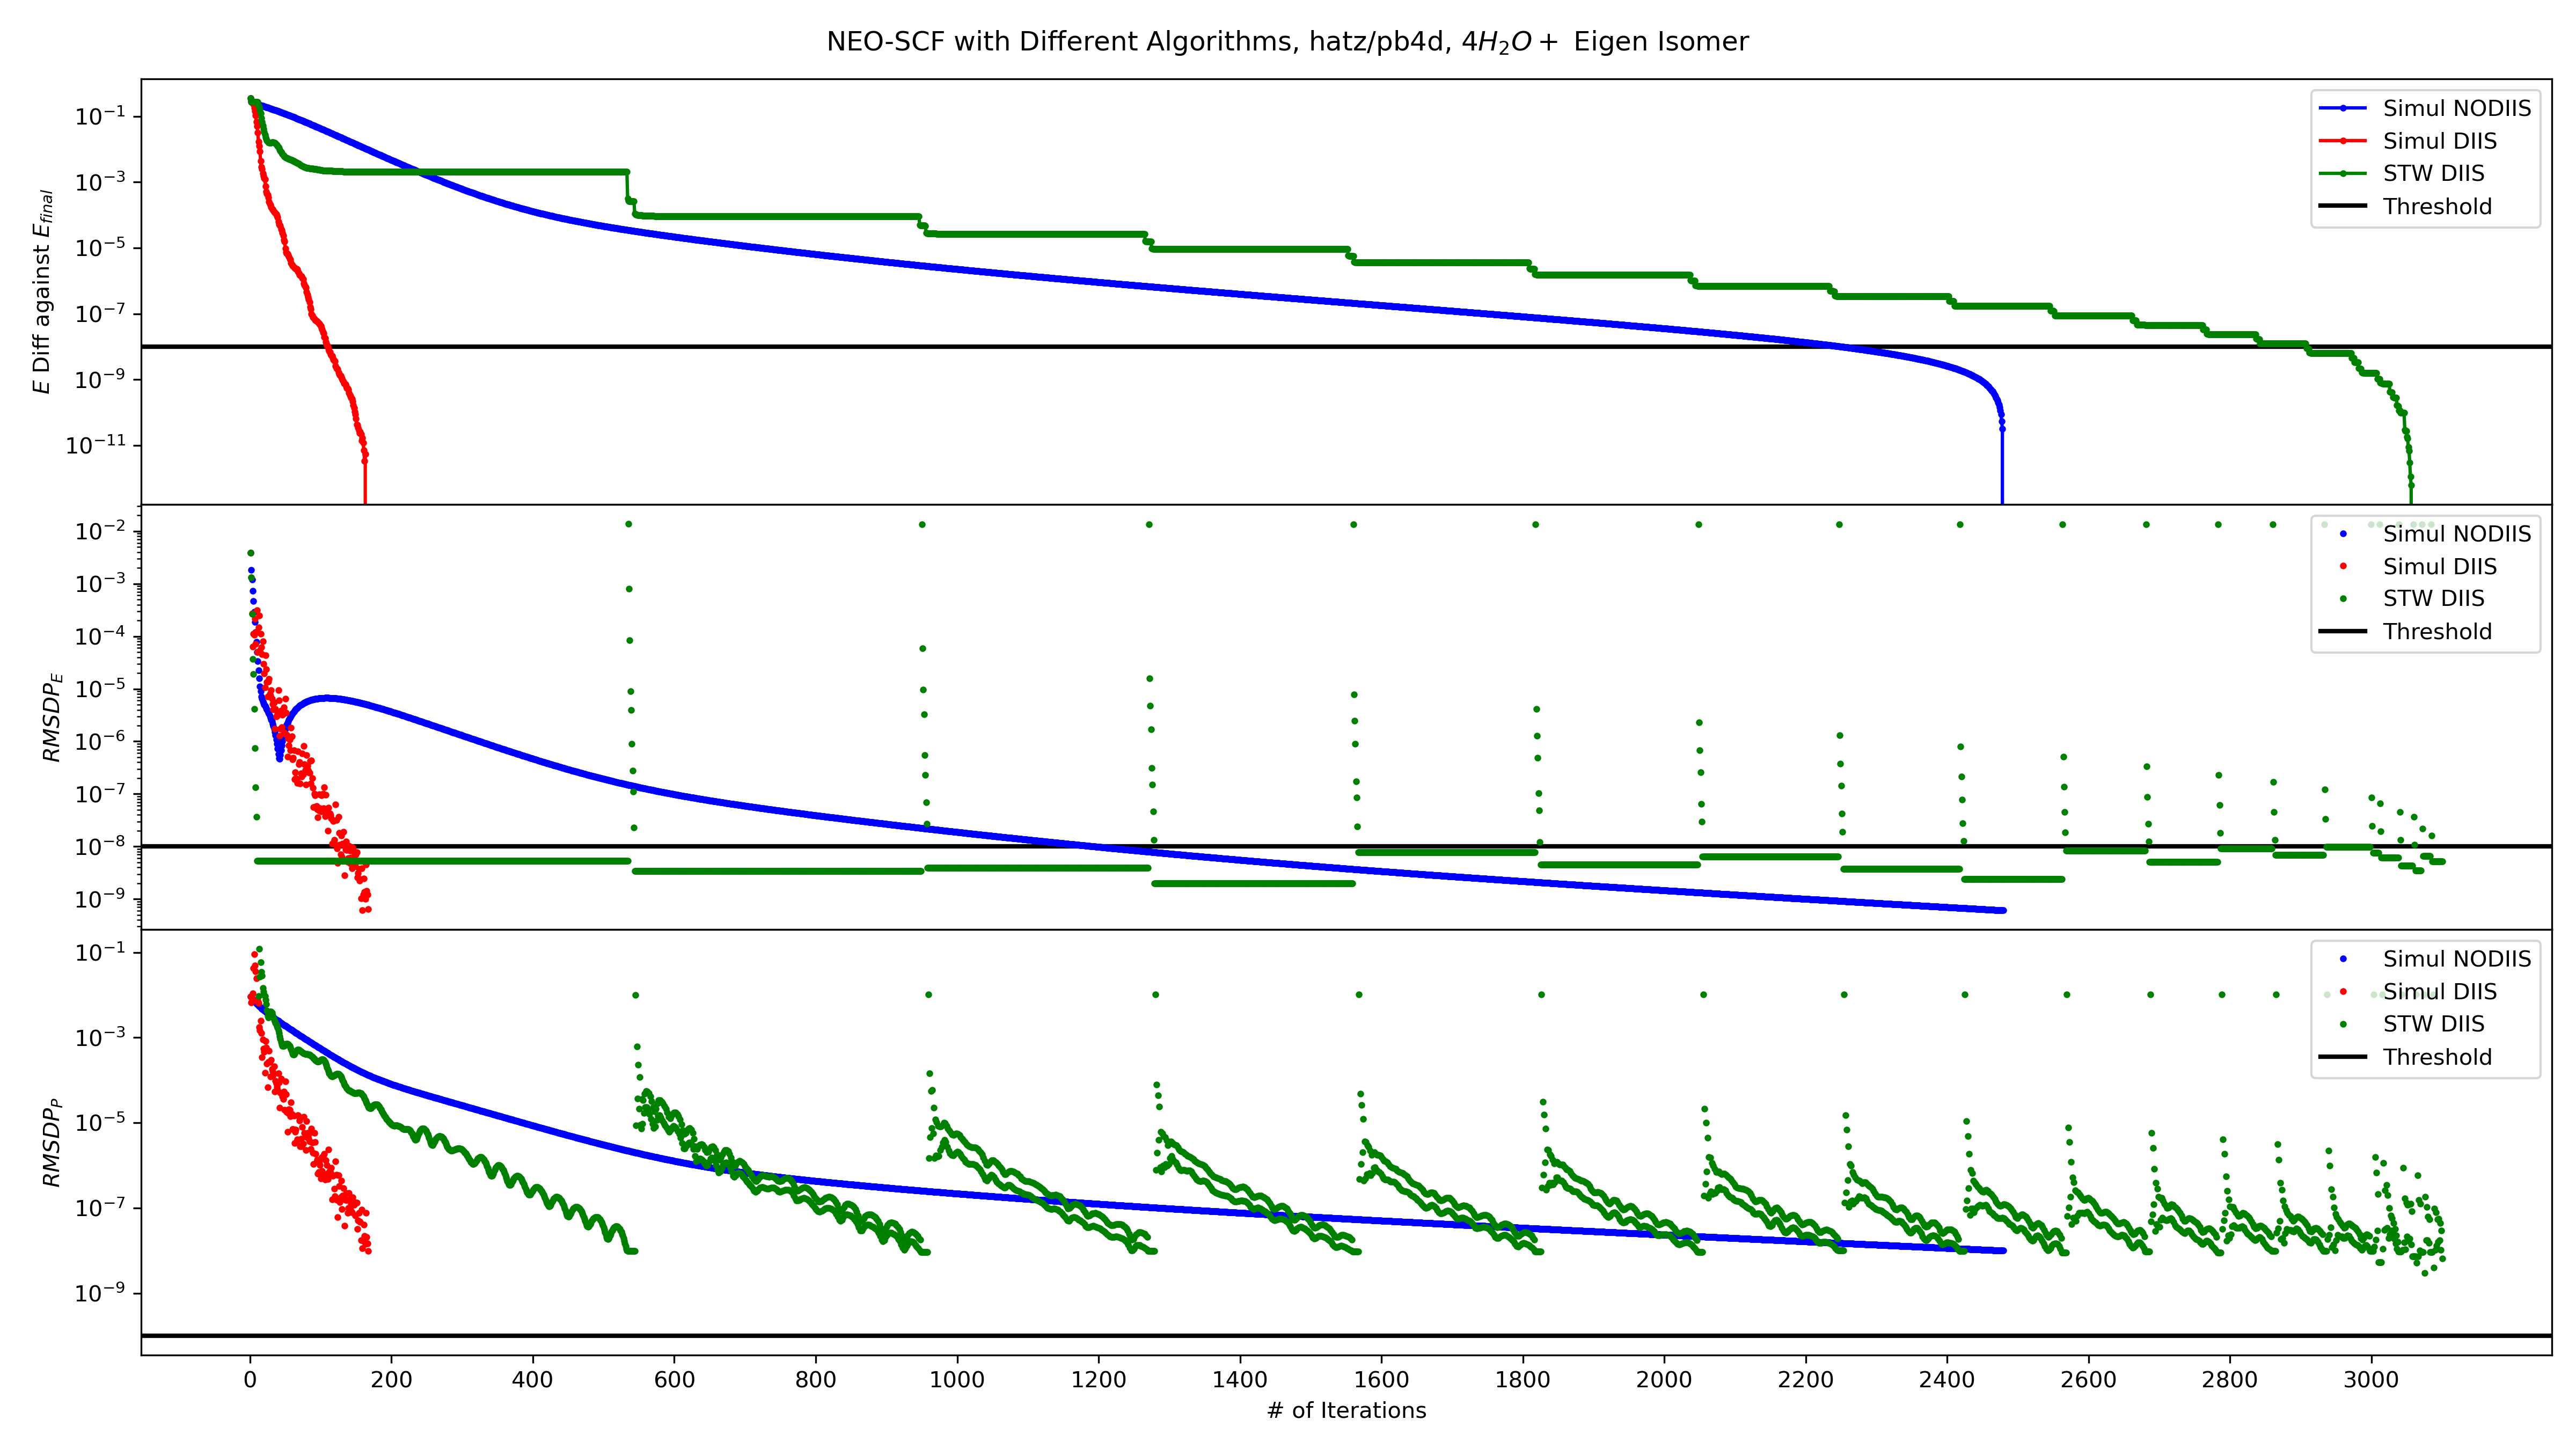 NEO-SCF with Different Algorithms, hatz/pb4d, 4H₂O + Eigen Isomer
E Diff against E_final
10⁻¹
10⁻³
10⁻⁵
10⁻⁷
10⁻⁹
10⁻¹¹
Simul NODIIS
Simul DIIS
STW DIIS
Threshold
RMSDP_E
10⁻²
10⁻³
10⁻⁴
10⁻⁵
10⁻⁶
10⁻⁷
10⁻⁸
10⁻⁹
Simul NODIIS
Simul DIIS
STW DIIS
Threshold
RMSDP_P
10⁻¹
10⁻³
10⁻⁵
10⁻⁷
10⁻⁹
Simul NODIIS
Simul DIIS
STW DIIS
Threshold
0 200 400 600 800 1000 1200 1400 1600 1800 2000 2200 2400 2600 2800 3000
# of Iterations